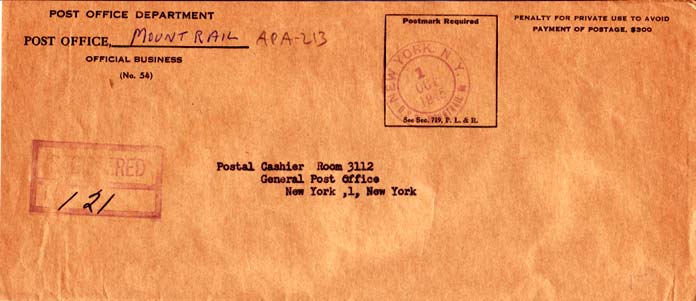 POST OFFICE DEPARTMENT
POST OFFICE, MOUNTRAIL APA-213
OFFICIAL BUSINESS
(No. 54)
Postmark Required
NEW YORK, N. Y.
1
OCT
1945
See Sec. 719, P. L. & R.
PENALTY FOR PRIVATE USE TO AVOID
PAYMENT OF POSTAGE, $300
REGISTERED
121
Postal Cashier Room 3112
General Post Office
New York ,1, New York